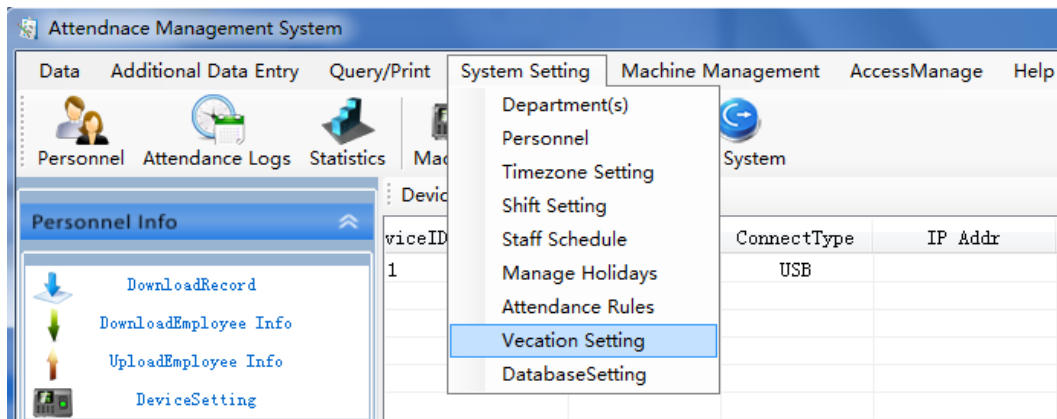 Attendnace Management System
Data Additional Data Entry Query/Print System Setting Machine Management AccessManage Help
Department(s)
Personnel
Timezone Setting
Shift Setting
Staff Schedule
Manage Holidays
Attendance Rules
Vecation Setting
DatabaseSetting
Personnel Attendance Logs Statistics Mac System
Devic
viceID ConnectType IP Addr
1 USB
Personnel Info
DownloadRecord
DownloadEmployee Info
UploadEmployee Info
DeviceSetting